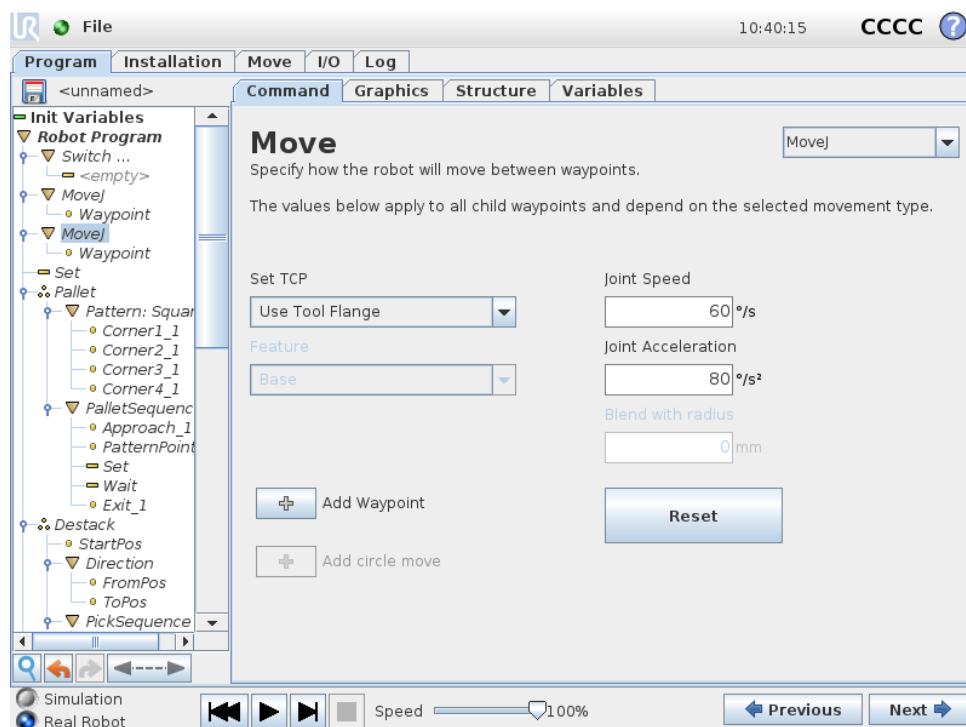 UR File 10:40:15 CCCC ?
Program Installation Move I/O Log
<unnamed> Command Graphics Structure Variables
Init Variables
Robot Program
Switch ...
<empty>
MoveJ
Waypoint
MoveJ
Waypoint
Set
Pallet
Pattern: Squar
Corner1_1
Corner2_1
Corner3_1
Corner4_1
PalletSequenc
Approach_1
PatternPoint
Set
Wait
Exit_1
Destack
StartPos
Direction
FromPos
ToPos
PickSequence
Move
MoveJ
Specify how the robot will move between waypoints.
The values below apply to all child waypoints and depend on the selected movement type.
Set TCP
Use Tool Flange
Feature
Base
Joint Speed
60 °/s
Joint Acceleration
80 °/s²
Blend with radius
0 mm
Add Waypoint
Reset
Add circle move
Simulation
Real Robot
Speed 100%
Previous Next